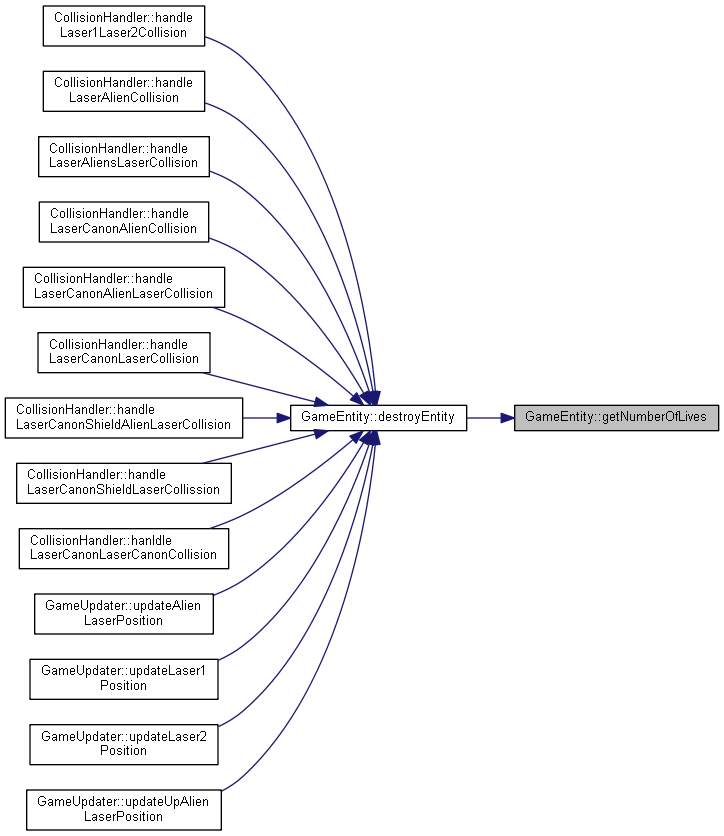 CollisionHandler::handle
Laser1Laser2Collision
CollisionHandler::handle
LaserAlienCollision
CollisionHandler::handle
LaserAliensLaserCollision
CollisionHandler::handle
LaserCanonAlienCollision
CollisionHandler::handle
LaserCanonAlienLaserCollision
CollisionHandler::handle
LaserCanonLaserCollision
CollisionHandler::handle
LaserCanonShieldAlienLaserCollision
CollisionHandler::handle
LaserCanonShieldLaserCollission
CollisionHandler::hanldle
LaserCanonLaserCanonCollision
GameUpdater::updateAlien
LaserPosition
GameUpdater::updateLaser1
Position
GameUpdater::updateLaser2
Position
GameUpdater::updateUpAlien
LaserPosition
GameEntity::destroyEntity
GameEntity::getNumberOfLives